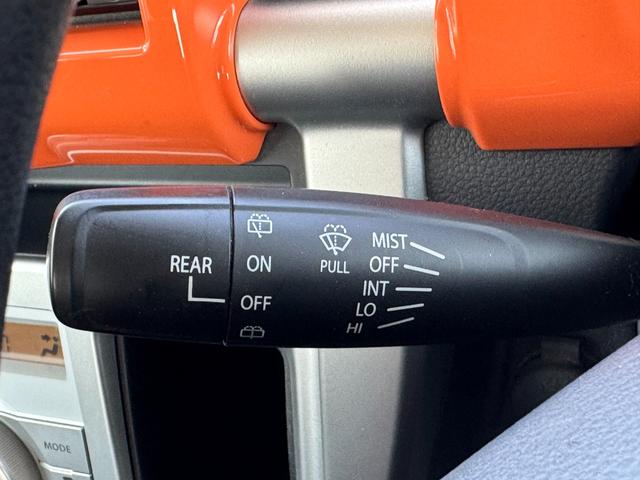 REAR
ON
OFF
PULL
MIST
OFF
INT
LO
HI
MODE